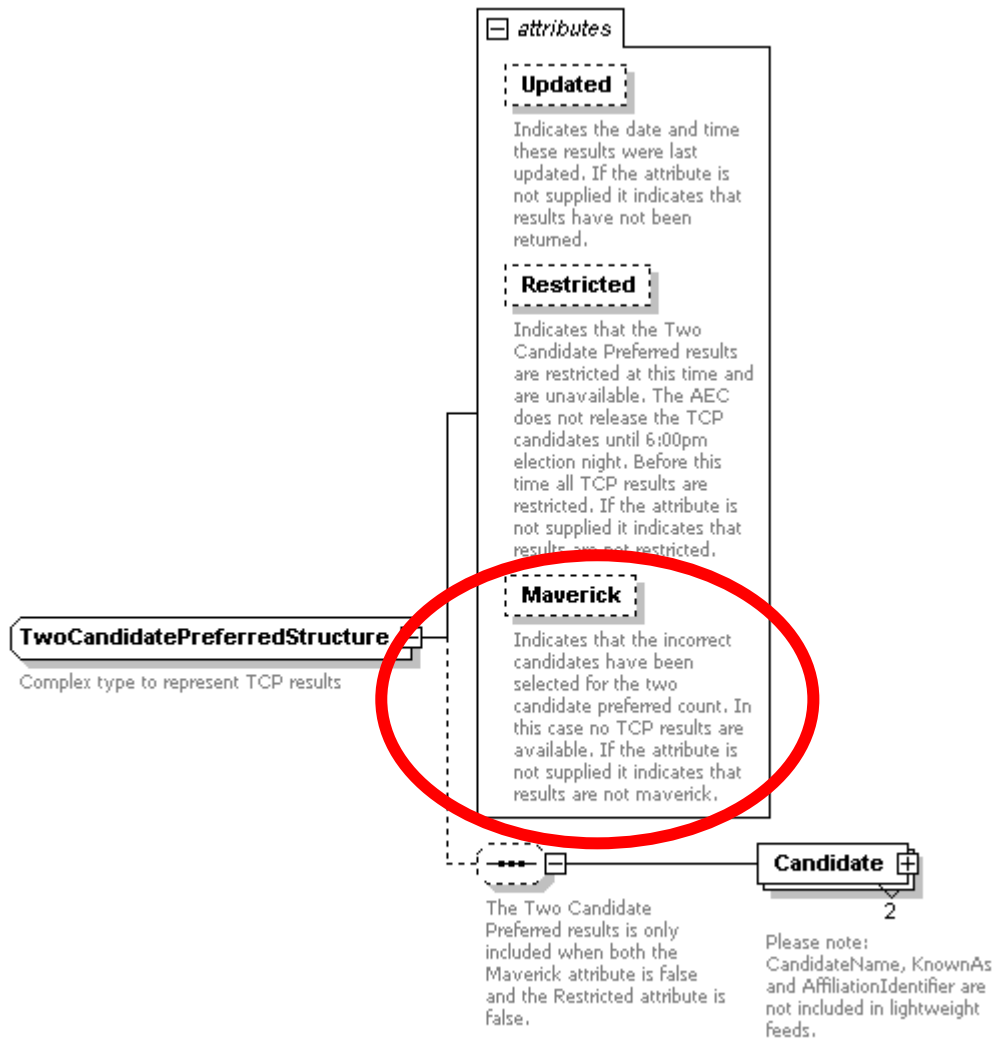 attributes
Updated
Indicates the date and time
these results were last
updated. If the attribute is
not supplied it indicates that
results have not been
returned.
Restricted
Indicates that the Two
Candidate Preferred results
are restricted at this time and
are unavailable. The AEC
does not release the TCP
candidates until 6:00pm
election night. Before this
time all TCP results are
restricted. If the attribute is
not supplied it indicates that
results are not restricted.
Maverick
Indicates that the incorrect
candidates have been
selected for the two
candidate preferred count. In
this case no TCP results are
available. If the attribute is
not supplied it indicates that
results are not maverick.
TwoCandidatePreferredStructure
Complex type to represent TCP results
The Two Candidate
Preferred results is only
included when both the
Maverick attribute is false
and the Restricted attribute is
false.
Candidate
2
Please note:
CandidateName, KnownAs
and AffiliationIdentifier are
not included in lightweight
feeds.